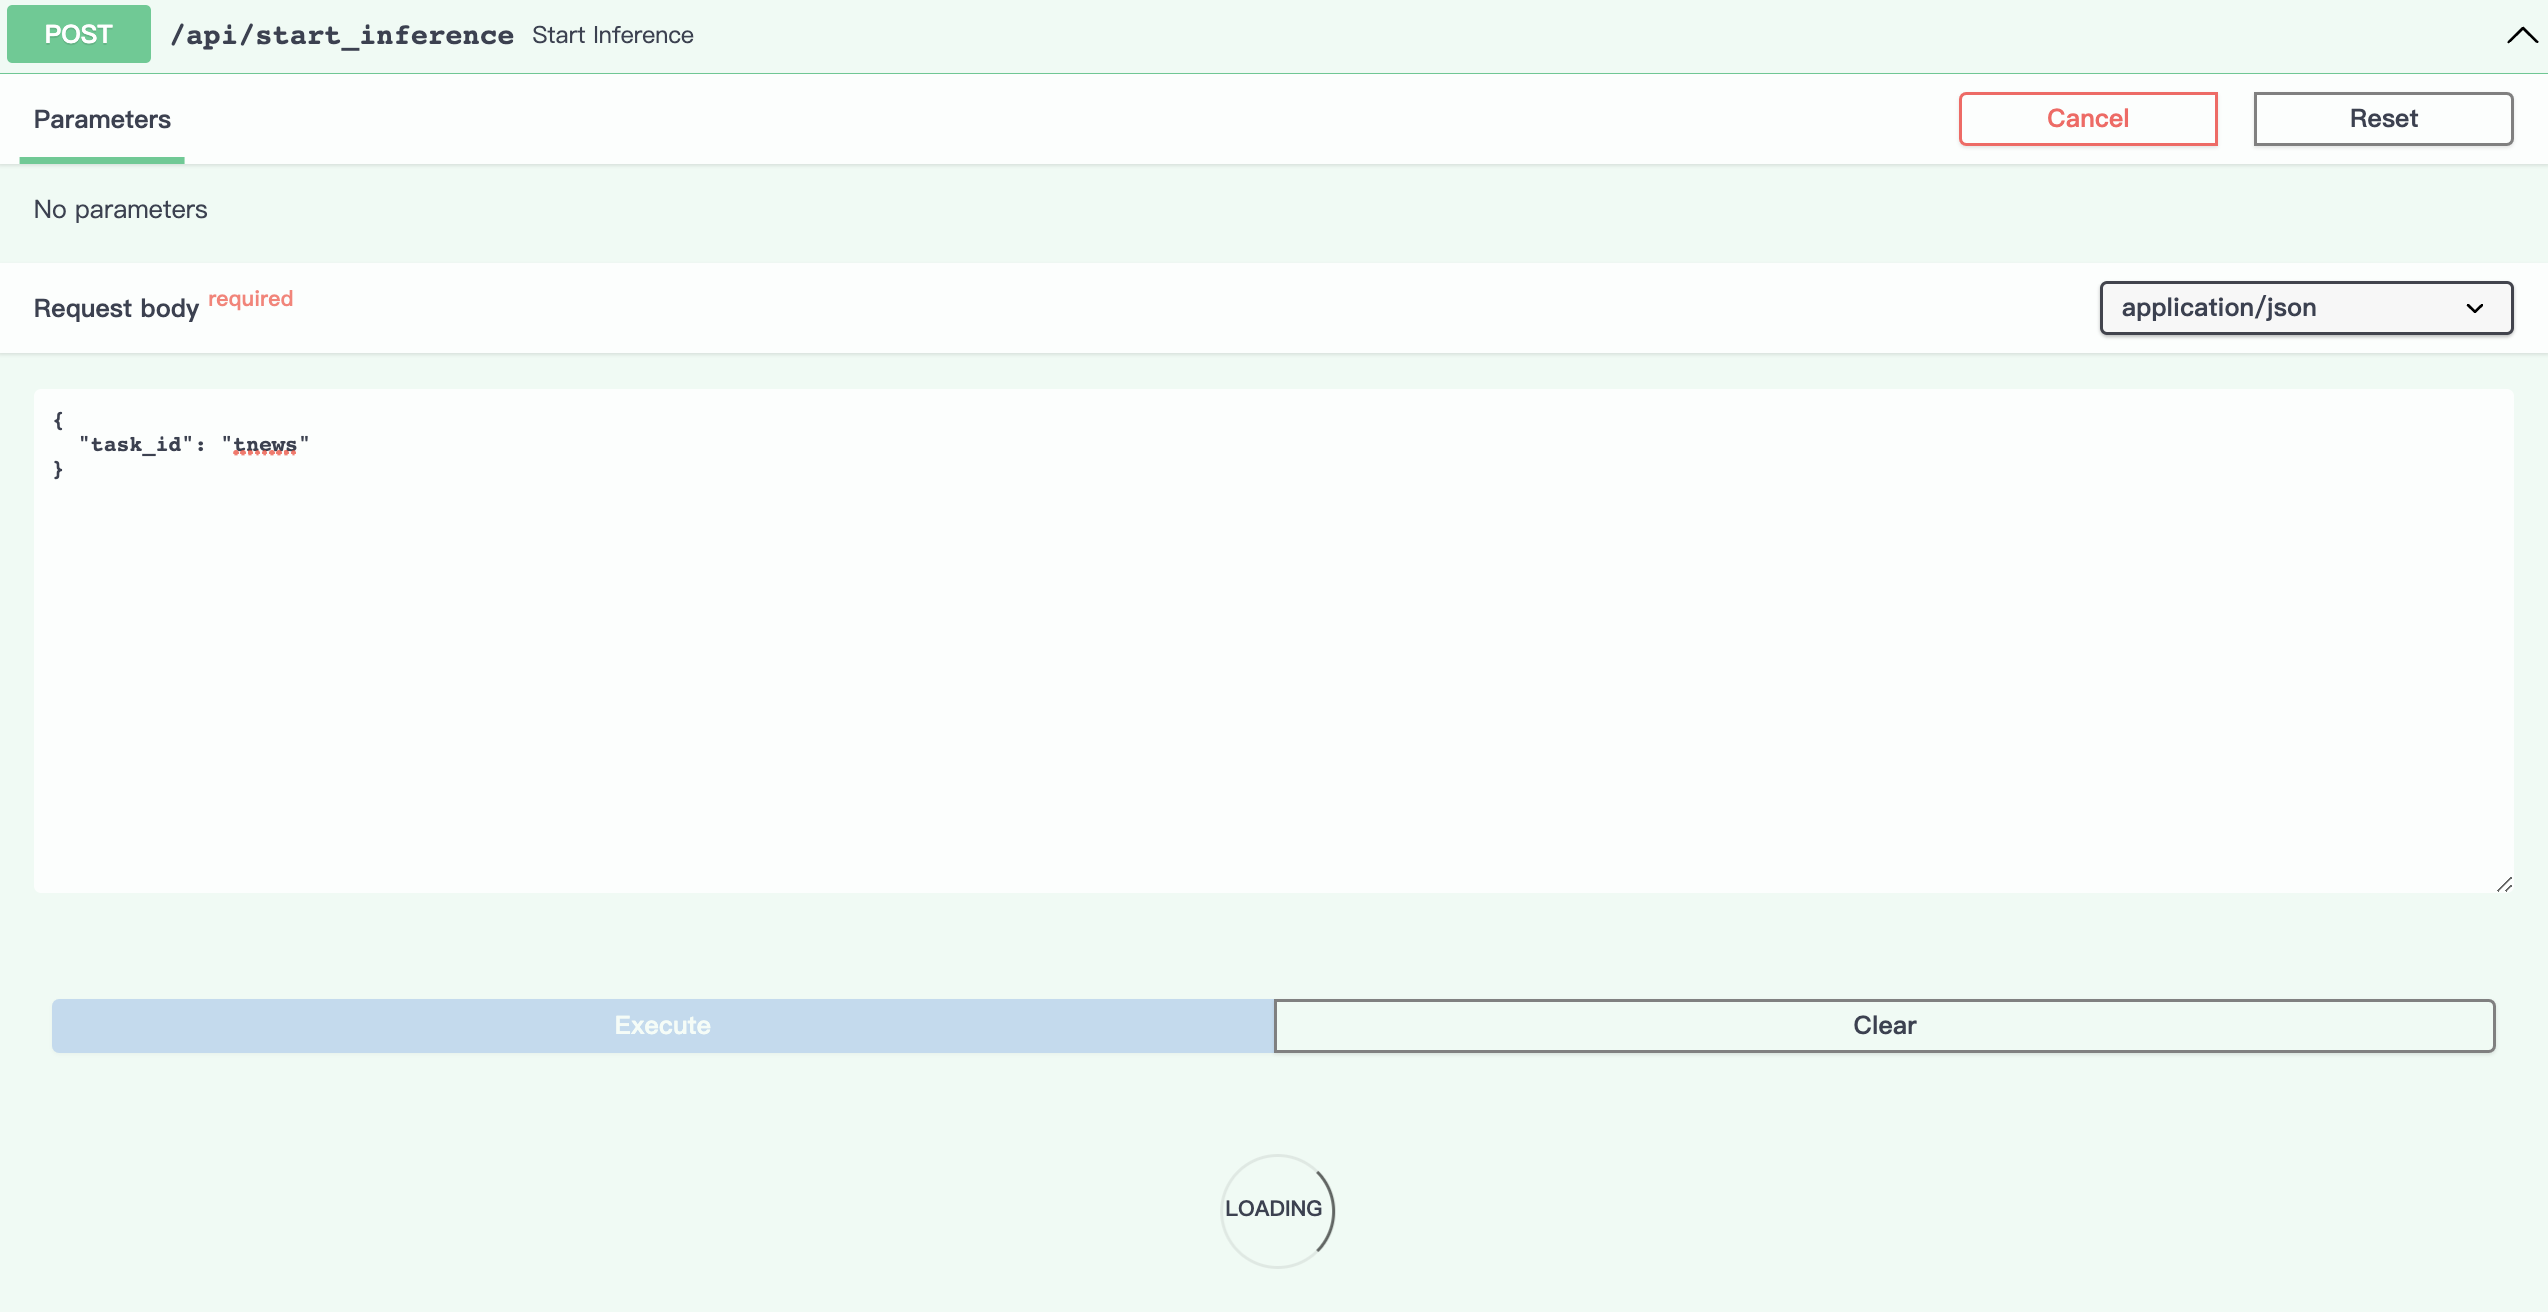 POST /api/start_inference Start Inference
Parameters
Cancel
Reset
No parameters
Request body required
application/json
{
  "task_id": "tnews"
}
Execute
Clear
LOADING